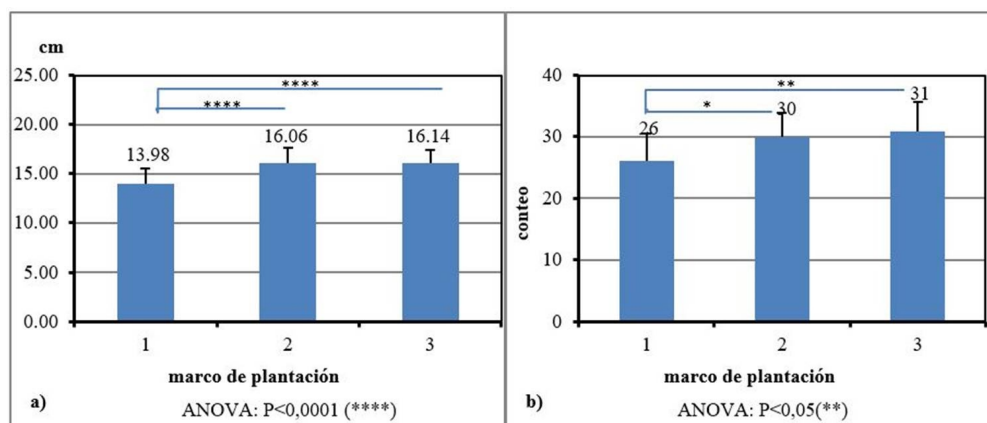 cm
25.00
20.00
15.00
10.00
5.00
0.00
****
****
13.98
16.06
16.14
1 2 3
marco de plantación
a)
ANOVA: P<0,0001 (****)
conteo
40
30
20
10
0
**
*
26
30
31
1 2 3
marco de plantación
b)
ANOVA: P<0,05(**)